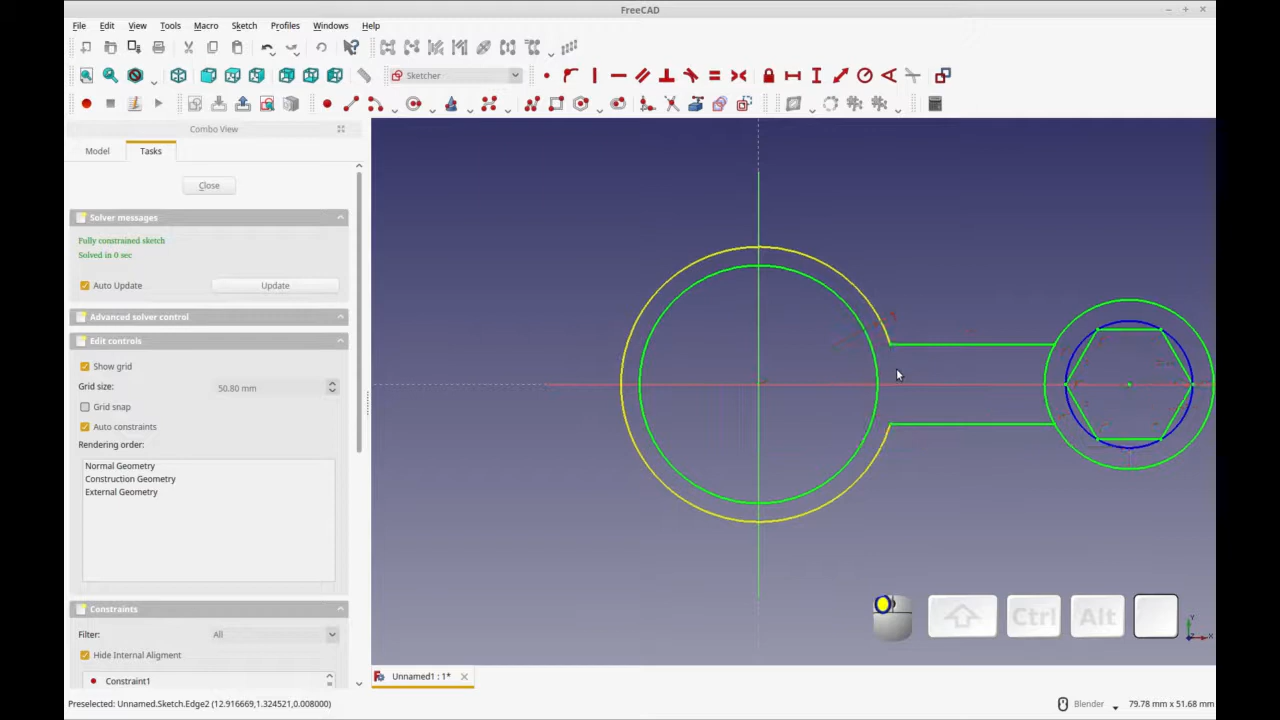 FreeCAD
File Edit View Tools Macro Sketch Profiles Windows Help
Sketcher
Combo View
Model Tasks
Close
Solver messages
Fully constrained sketch
Solved in 0 sec
Auto Update Update
Advanced solver control
Edit controls
Show grid
Grid size: 50.80 mm
Grid snap
Auto constraints
Rendering order:
Normal Geometry
Construction Geometry
External Geometry
Constraints
Filter: All
Hide Internal Aligment
Constraint1
Ctrl Alt
Y
X
Unnamed1 : 1*
Preselected: Unnamed.Sketch.Edge2 (12.916669,1.324521,0.008000) Blender 79.78 mm x 51.68 mm